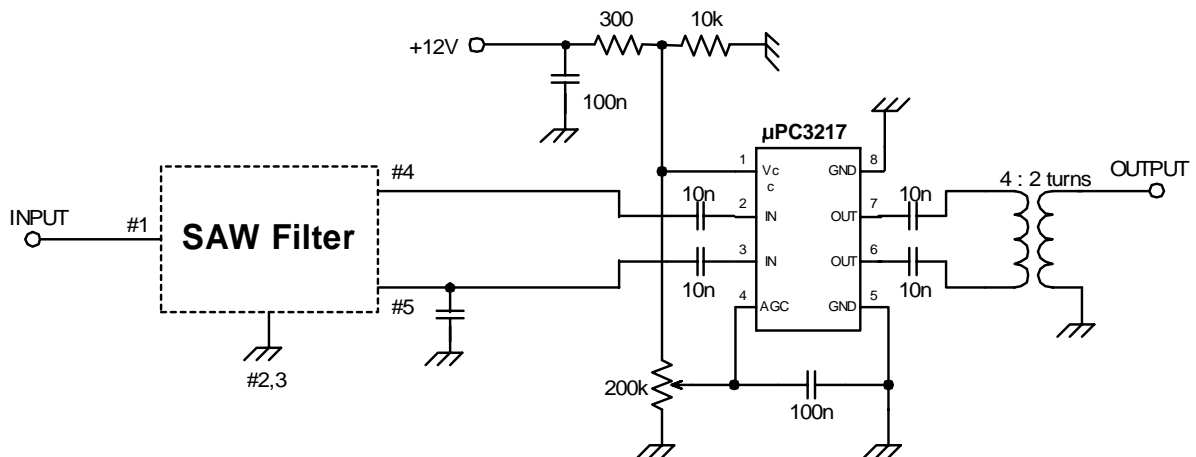 300
10k
+12V
100n
µPC3217
1
Vc
c
GND
8
#4
4 : 2 turns
OUTPUT
INPUT
#1
SAW Filter
10n
2
IN
OUT
7
10n
3
IN
OUT
6
10n
10n
#5
4
AGC
GND
5
#2,3
200k
100n